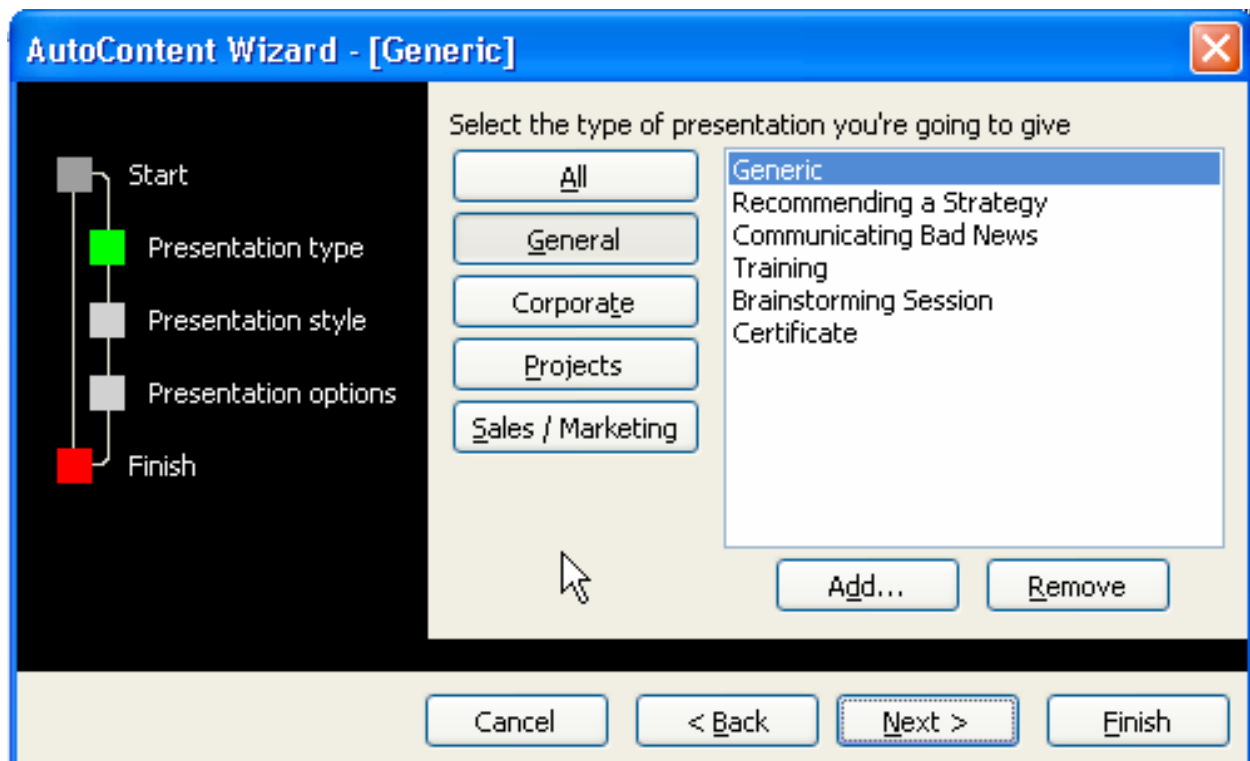 AutoContent Wizard - [Generic]
Start
Presentation type
Presentation style
Presentation options
Finish
Select the type of presentation you're going to give
All
General
Corporate
Projects
Sales / Marketing
Generic
Recommending a Strategy
Communicating Bad News
Training
Brainstorming Session
Certificate
Add...
Remove
Cancel
< Back
Next >
Finish